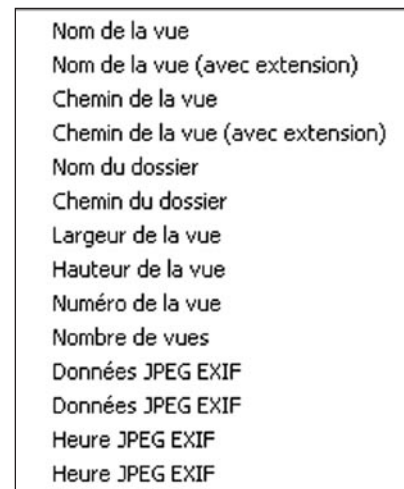 Nom de la vue
Nom de la vue (avec extension)
Chemin de la vue
Chemin de la vue (avec extension)
Nom du dossier
Chemin du dossier
Largeur de la vue
Hauteur de la vue
Numéro de la vue
Nombre de vues
Données JPEG EXIF
Données JPEG EXIF
Heure JPEG EXIF
Heure JPEG EXIF